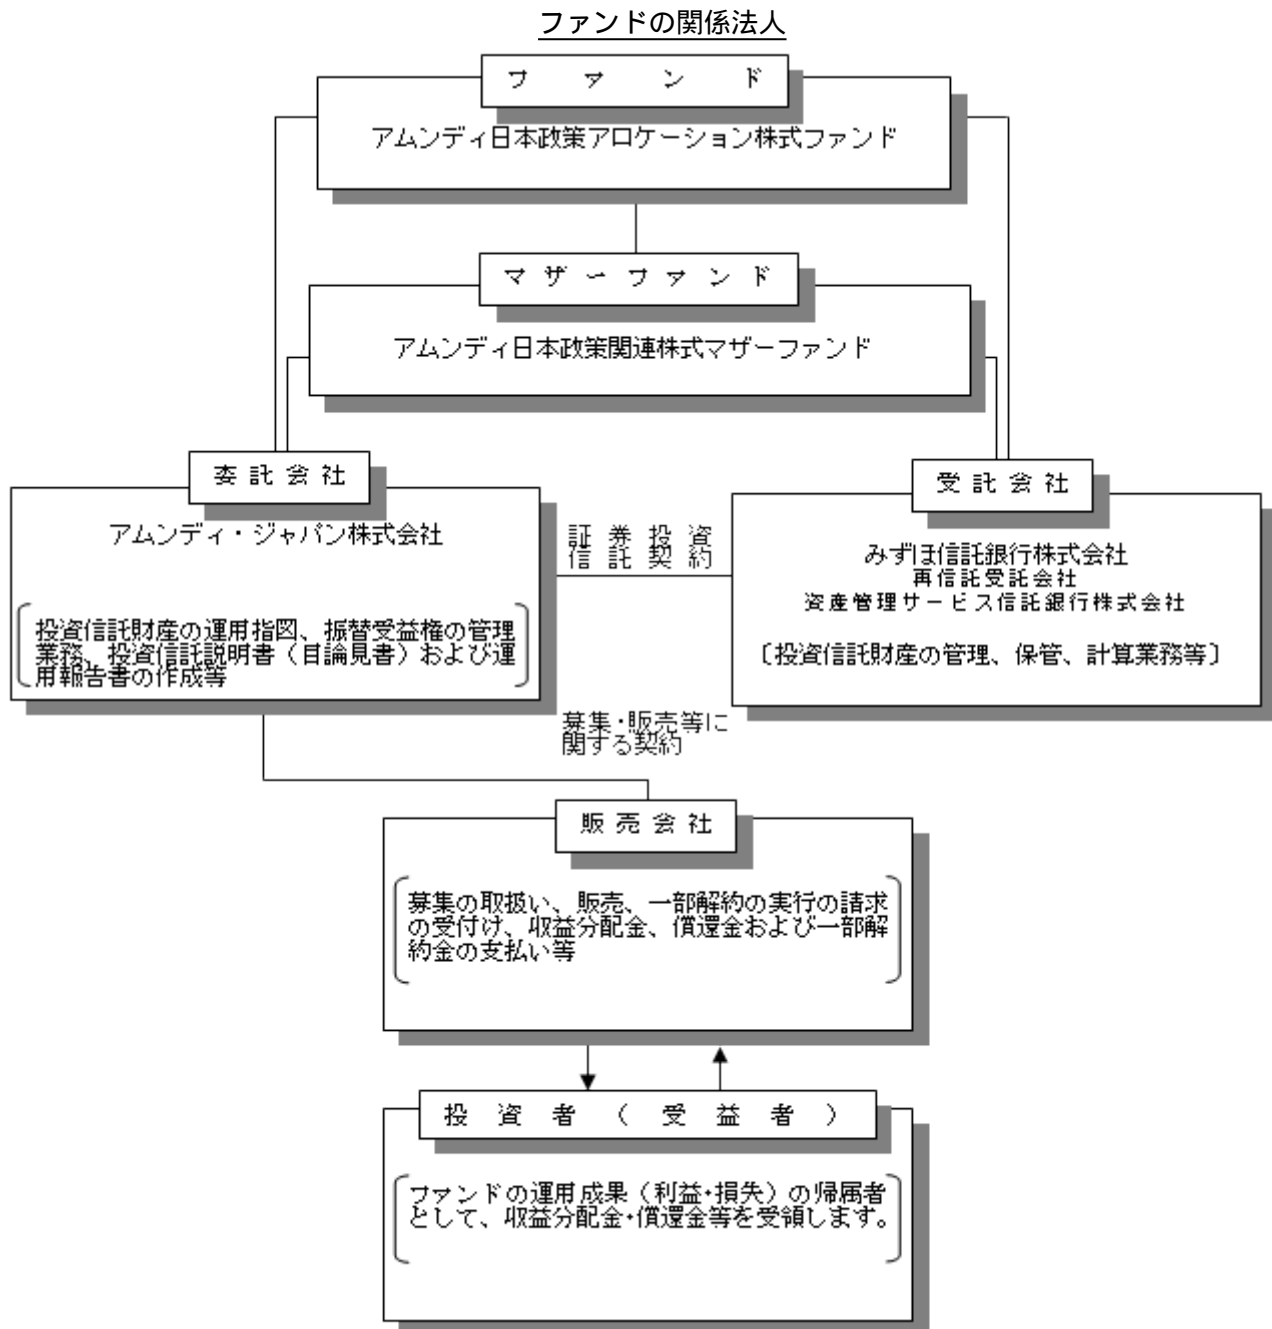 ファンドの関係法人
ファンド
アムンディ日本政策アロケーション株式ファンド
マザーファンド
アムンディ日本政策関連株式マザーファンド
委託会社
アムンディ・ジャパン株式会社
投資信託財産の運用指図、振替受益権の管理
業務、投資信託説明書（目論見書）および運
用報告書の作成等
証券投資
信託契約
受託会社
みずほ信託銀行株式会社
再信託受託会社
資産管理サービス信託銀行株式会社
〔投資信託財産の管理、保管、計算業務等〕
募集・販売等に
関する契約
販売会社
募集の取扱い、販売、一部解約の実行の請求
の受付け、収益分配金、償還金および一部解
約金の支払い等
投資者（受益者）
ファンドの運用成果（利益・損失）の帰属者
として、収益分配金・償還金等を受領します。